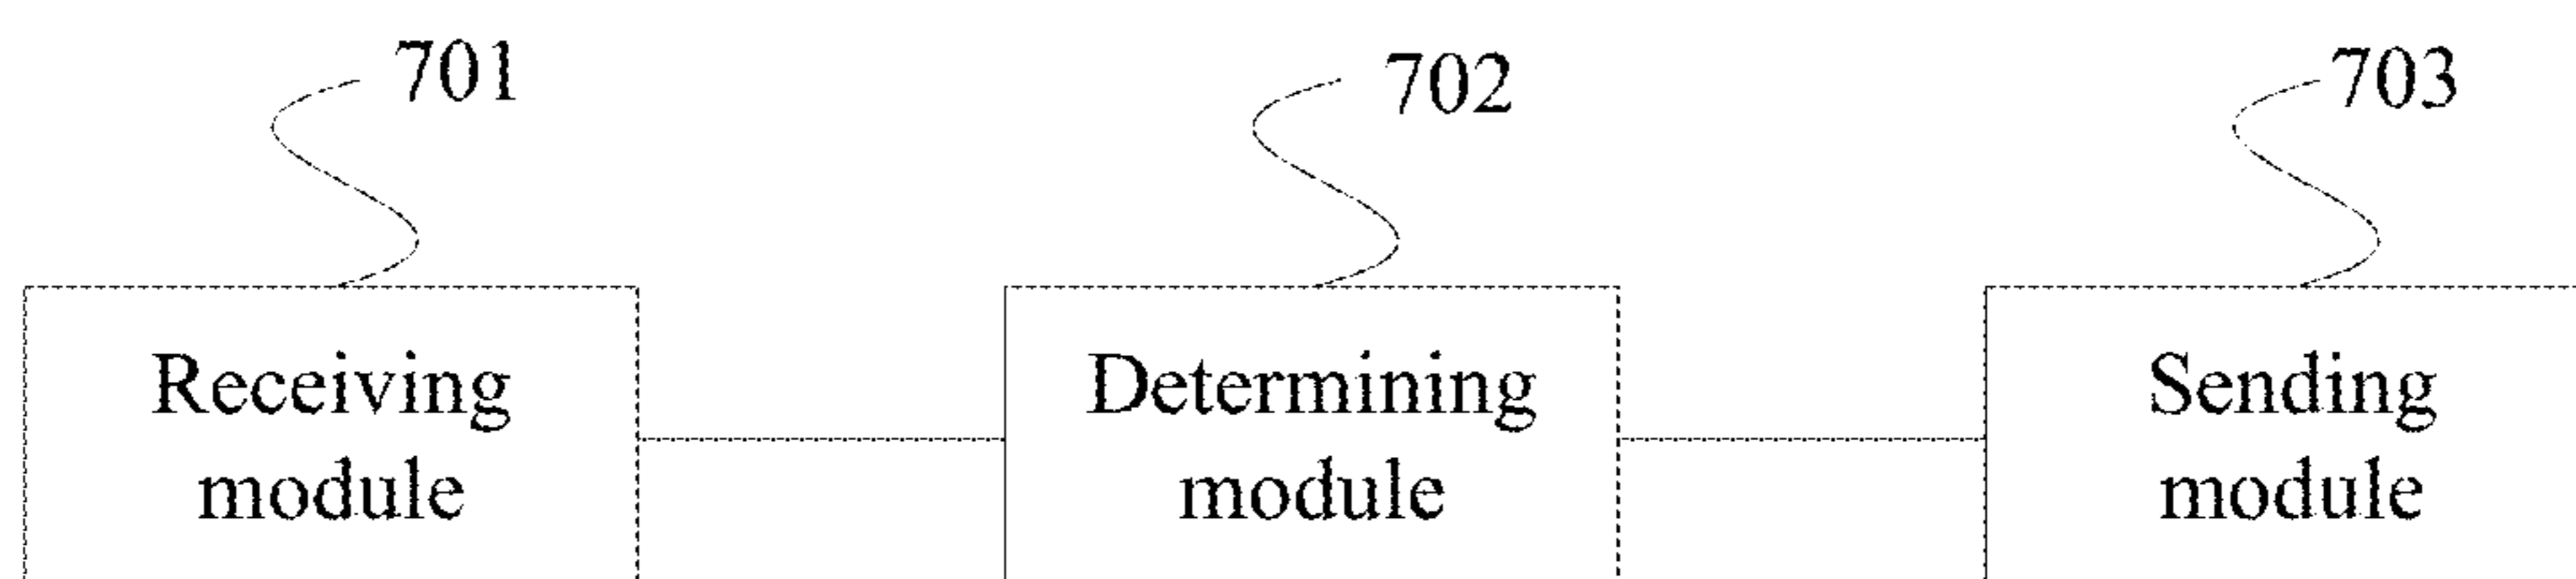 701
702
703
Receiving
module
Determining
module
Sending
module